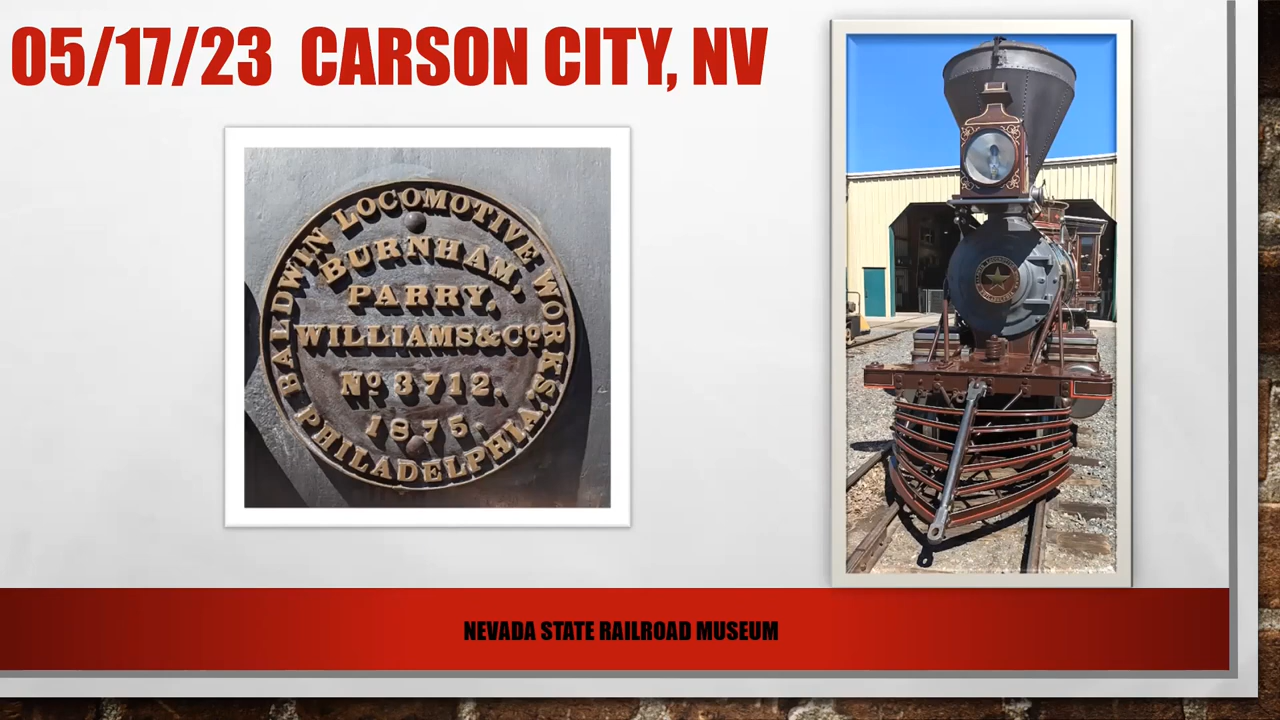 05/17/23 CARSON CITY, NV
BALDWIN LOCOMOTIVE WORKS.
BURNHAM,
PARRY,
WILLIAMS&Cº
Nº 3712,
1875.
PHILADELPHIA.
NEVADA STATE RAILROAD MUSEUM